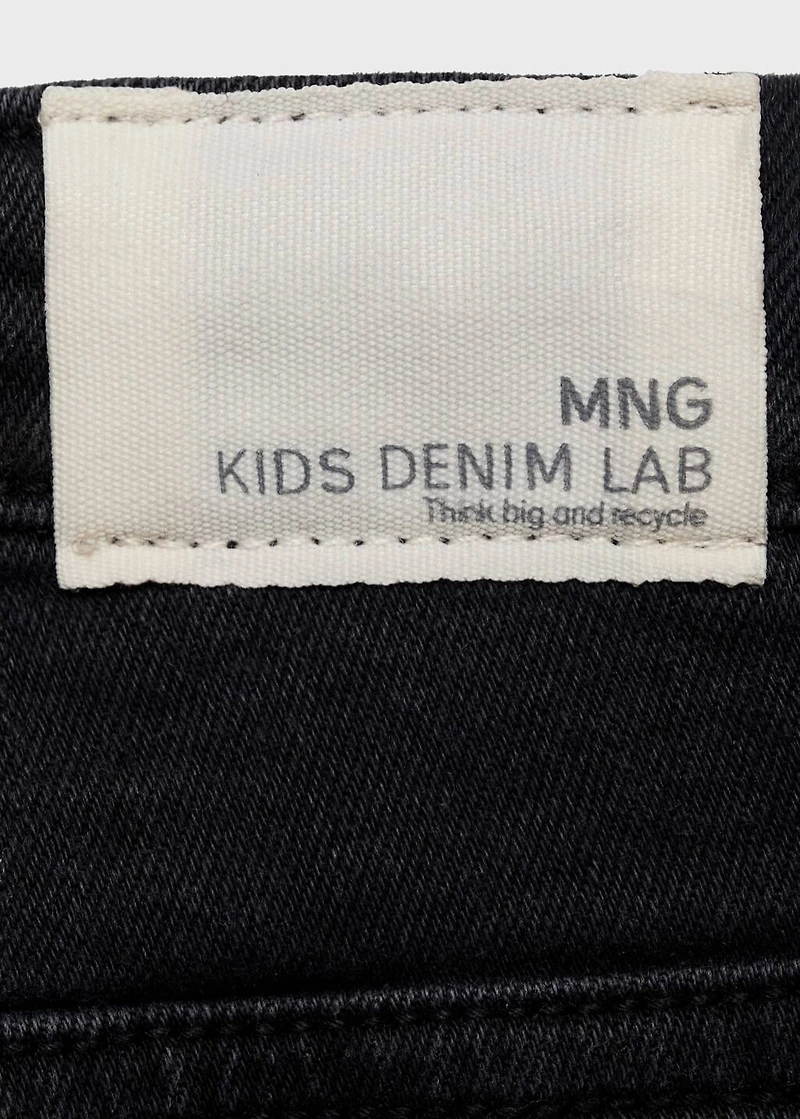 MNG
KIDS DENIM LAB
Think big and recycle